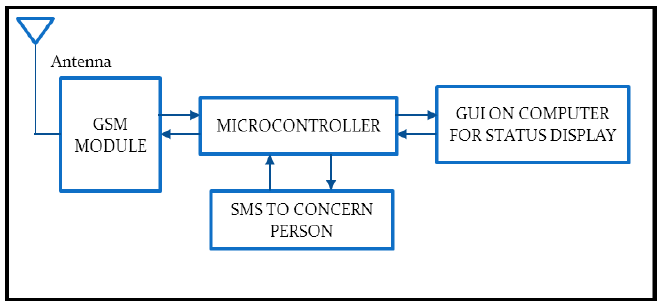 Antenna
GSM
MODULE
MICROCONTROLLER
GUI ON COMPUTER
FOR STATUS DISPLAY
SMS TO CONCERN
PERSON